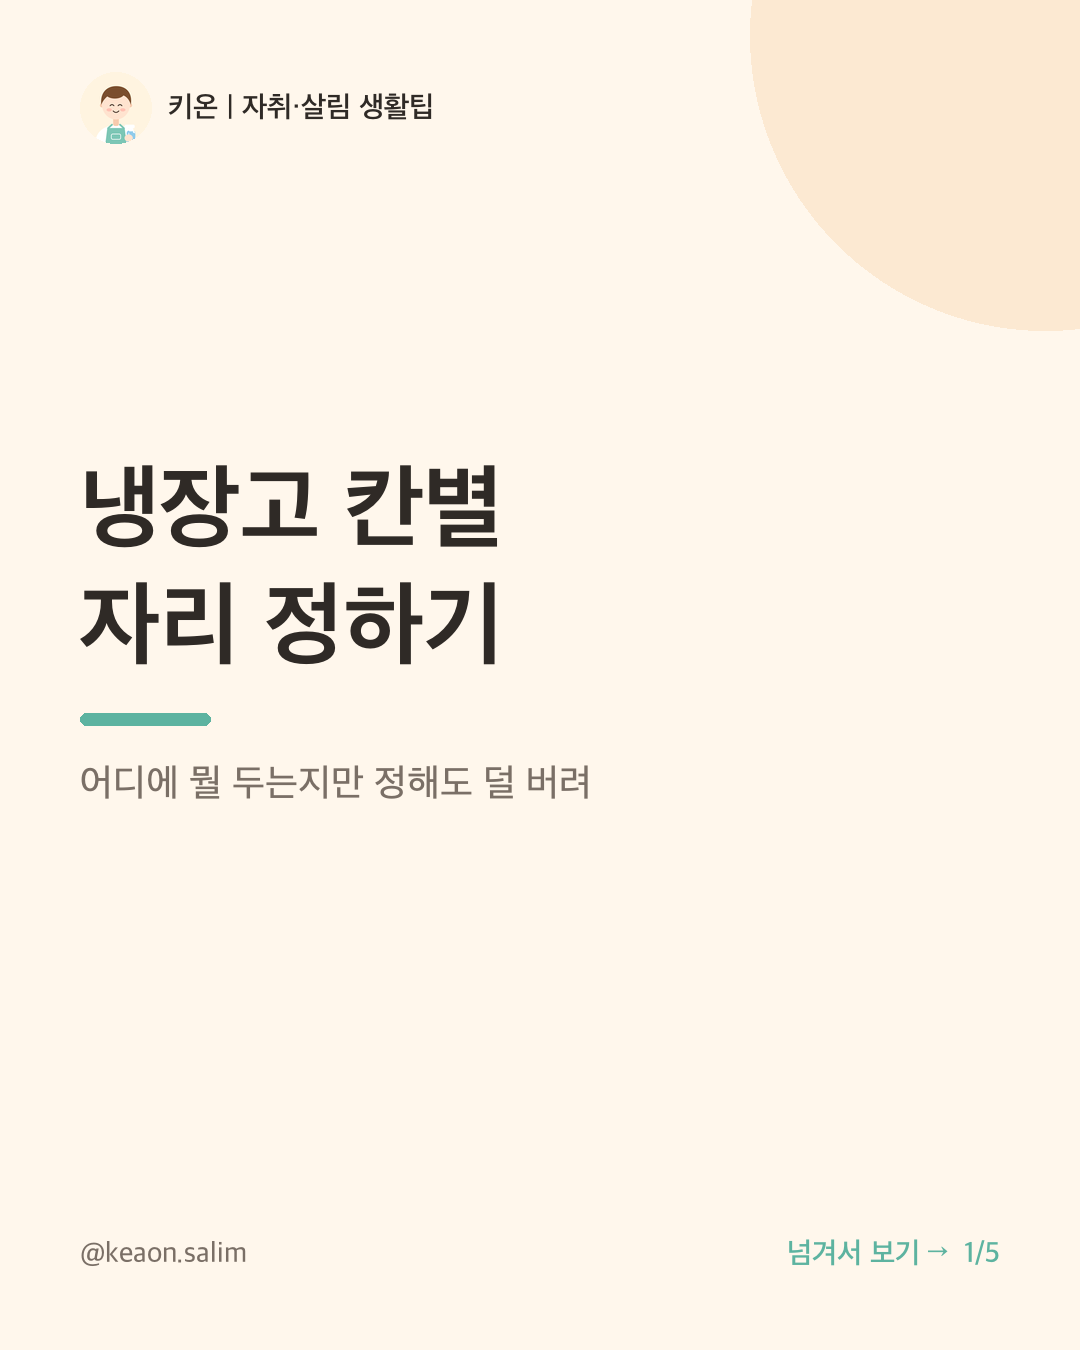 키온 | 자취·살림 생활팁
냉장고 칸별
자리 정하기
어디에 뭘 두는지만 정해도 덜 버려
@keaon.salim
넘겨서 보기 → 1/5